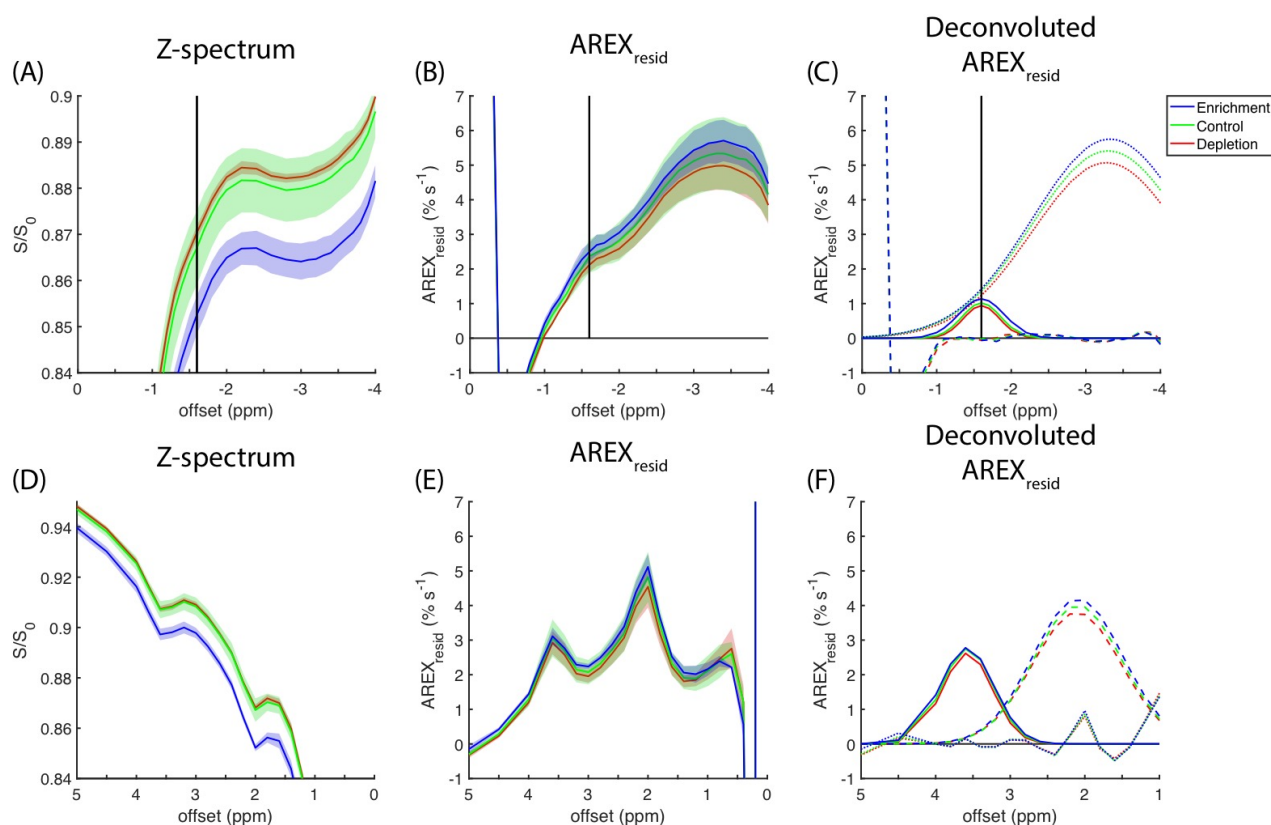 Z-spectrum
AREXresid
Deconvoluted
AREXresid
(A)
(B)
(C)
Enrichment
Control
Depletion
S/S0
0.9
0.89
0.88
0.87
0.86
0.85
0.84
0
-1
-2
-3
-4
offset (ppm)
AREXresid (% s-1)
7
6
5
4
3
2
1
0
-1
0
-1
-2
-3
-4
offset (ppm)
AREXresid (% s-1)
7
6
5
4
3
2
1
0
-1
0
-1
-2
-3
-4
offset (ppm)
Z-spectrum
AREXresid
Deconvoluted
AREXresid
(D)
(E)
(F)
S/S0
0.94
0.92
0.9
0.88
0.86
0.84
5
4
3
2
1
0
offset (ppm)
AREXresid (% s-1)
7
6
5
4
3
2
1
0
-1
5
4
3
2
1
0
offset (ppm)
AREXresid (% s-1)
7
6
5
4
3
2
1
0
-1
5
4
3
2
1
offset (ppm)